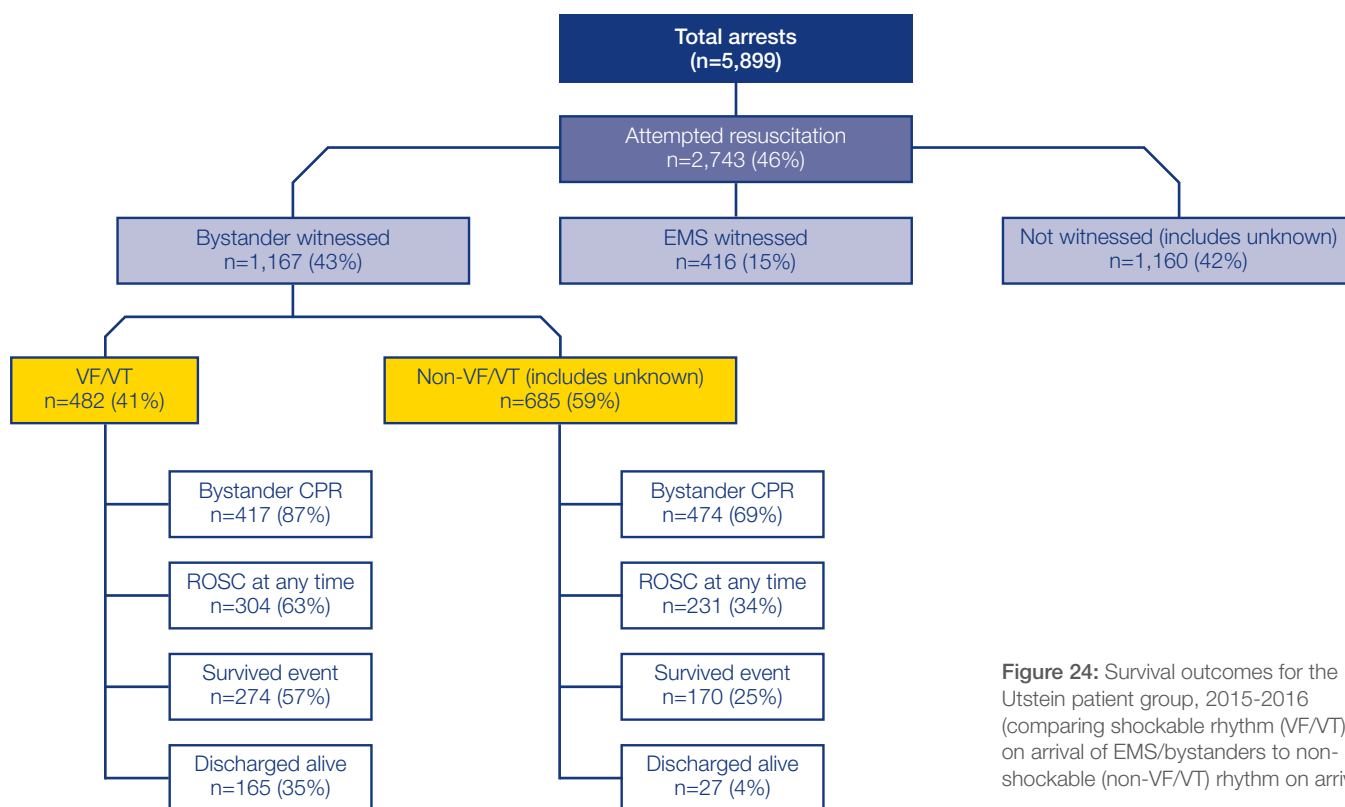 Total arrests
(n=5,899)
Attempted resuscitation
n=2,743 (46%)
Bystander witnessed
n=1,167 (43%)
EMS witnessed
n=416 (15%)
Not witnessed (includes unknown)
n=1,160 (42%)
VF/VT
n=482 (41%)
Non-VF/VT (includes unknown)
n=685 (59%)
Bystander CPR
n=417 (87%)
ROSC at any time
n=304 (63%)
Survived event
n=274 (57%)
Discharged alive
n=165 (35%)
Bystander CPR
n=474 (69%)
ROSC at any time
n=231 (34%)
Survived event
n=170 (25%)
Discharged alive
n=27 (4%)
Figure 24: Survival outcomes for the
Utstein patient group, 2015-2016
(comparing shockable rhythm (VF/VT)
on arrival of EMS/bystanders to non-
shockable (non-VF/VT) rhythm on